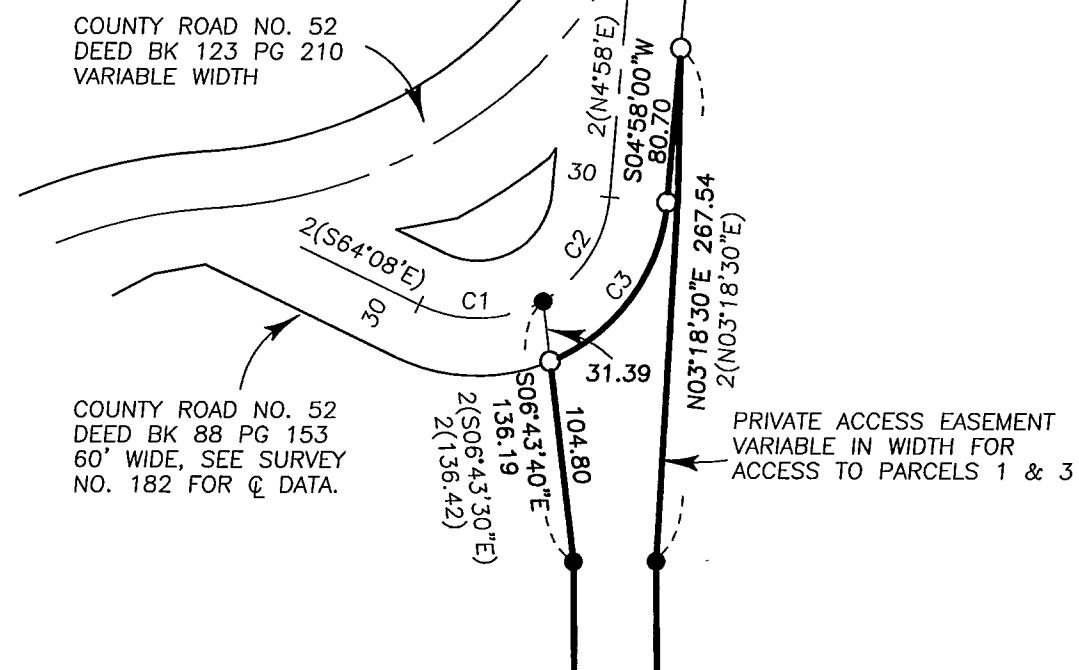 COUNTY ROAD NO. 52
DEED BK 123 PG 210
VARIABLE WIDTH
2(N4°58'E)
S04°58'00"W
80.70
30
C2
2(S64°08'E)
30
C1
C3
N03°18'30"E 267.54
2(N03°18'30"E)
31.39
S06°43'40"E
136.19
2(S06°43'30"E)
2(136.42)
104.80
COUNTY ROAD NO. 52
DEED BK 88 PG 153
60' WIDE, SEE SURVEY
NO. 182 FOR ℄ DATA.
PRIVATE ACCESS EASEMENT
VARIABLE IN WIDTH FOR
ACCESS TO PARCELS 1 & 3